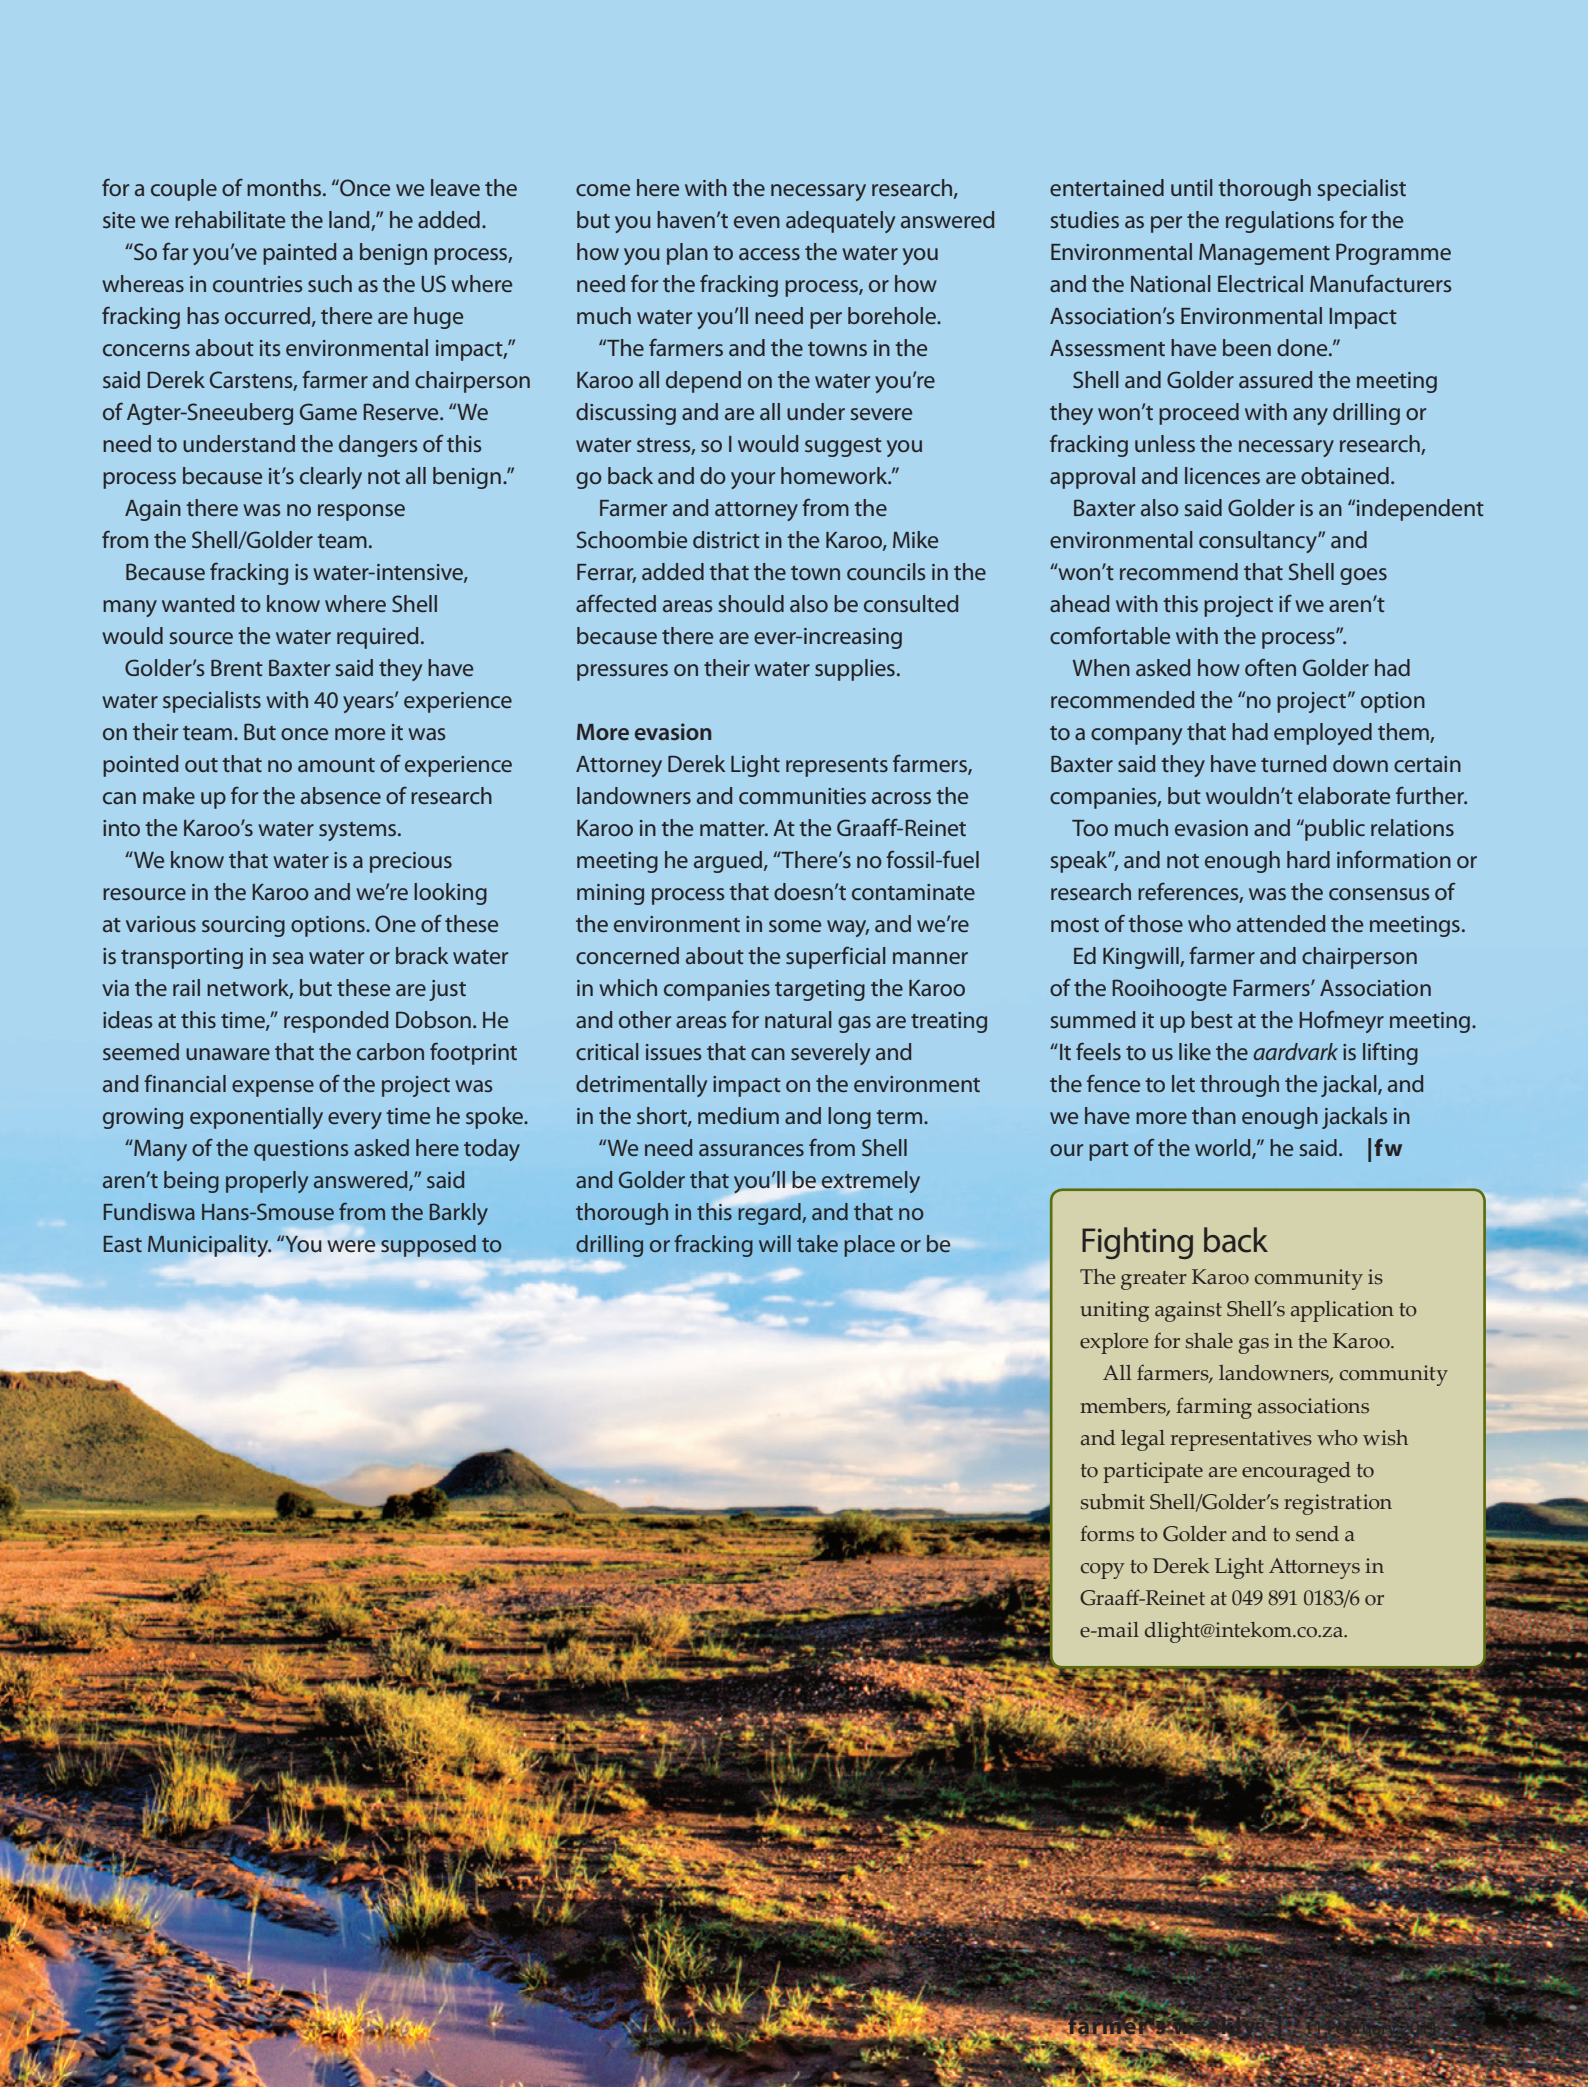 for a couple of months. “Once we leave the
site we rehabilitate the land,” he added.
“So far you’ve painted a benign process,
whereas in countries such as the US where
fracking has occurred, there are huge
concerns about its environmental impact,”
said Derek Carstens, farmer and chairperson
of Agter-Sneeuberg Game Reserve. “We
need to understand the dangers of this
process because it’s clearly not all benign.”
Again there was no response
from the Shell/Golder team.
Because fracking is water-intensive,
many wanted to know where Shell
would source the water required.
Golder’s Brent Baxter said they have
water specialists with 40 years’ experience
on their team. But once more it was
pointed out that no amount of experience
can make up for the absence of research
into the Karoo’s water systems.
“We know that water is a precious
resource in the Karoo and we’re looking
at various sourcing options. One of these
is transporting in sea water or brack water
via the rail network, but these are just
ideas at this time,” responded Dobson. He
seemed unaware that the carbon footprint
and financial expense of the project was
growing exponentially every time he spoke.
“Many of the questions asked here today
aren’t being properly answered,” said
Fundiswa Hans-Smouse from the Barkly
East Municipality. “You were supposed to
come here with the necessary research,
but you haven’t even adequately answered
how you plan to access the water you
need for the fracking process, or how
much water you’ll need per borehole.
“The farmers and the towns in the
Karoo all depend on the water you’re
discussing and are all under severe
water stress, so I would suggest you
go back and do your homework.”
Farmer and attorney from the
Schoombie district in the Karoo, Mike
Ferrar, added that the town councils in the
affected areas should also be consulted
because there are ever-increasing
pressures on their water supplies.
More evasion
Attorney Derek Light represents farmers,
landowners and communities across the
Karoo in the matter. At the Graaff-Reinet
meeting he argued, “There’s no fossil-fuel
mining process that doesn’t contaminate
the environment in some way, and we’re
concerned about the superficial manner
in which companies targeting the Karoo
and other areas for natural gas are treating
critical issues that can severely and
detrimentally impact on the environment
in the short, medium and long term.
“We need assurances from Shell
and Golder that you’ll be extremely
thorough in this regard, and that no
drilling or fracking will take place or be
entertained until thorough specialist
studies as per the regulations for the
Environmental Management Programme
and the National Electrical Manufacturers
Association’s Environmental Impact
Assessment have been done.”
Shell and Golder assured the meeting
they won’t proceed with any drilling or
fracking unless the necessary research,
approval and licences are obtained.
Baxter also said Golder is an “independent
environmental consultancy” and
“won’t recommend that Shell goes
ahead with this project if we aren’t
comfortable with the process”.
When asked how often Golder had
recommended the “no project” option
to a company that had employed them,
Baxter said they have turned down certain
companies, but wouldn’t elaborate further.
Too much evasion and “public relations
speak”, and not enough hard information or
research references, was the consensus of
most of those who attended the meetings.
Ed Kingwill, farmer and chairperson
of the Rooihoogte Farmers’ Association
summed it up best at the Hofmeyr meeting.
“It feels to us like the aardvark is lifting
the fence to let through the jackal, and
we have more than enough jackals in
our part of the world,” he said. |fw
Fighting back
The greater Karoo community is
uniting against Shell’s application to
explore for shale gas in the Karoo.
All farmers, landowners, community
members, farming associations
and legal representatives who wish
to participate are encouraged to
submit Shell/Golder’s registration
forms to Golder and to send a
copy to Derek Light Attorneys in
Graaff-Reinet at 049 891 0183/6 or
e-mail dlight@intekom.co.za.
farmer’s weekly